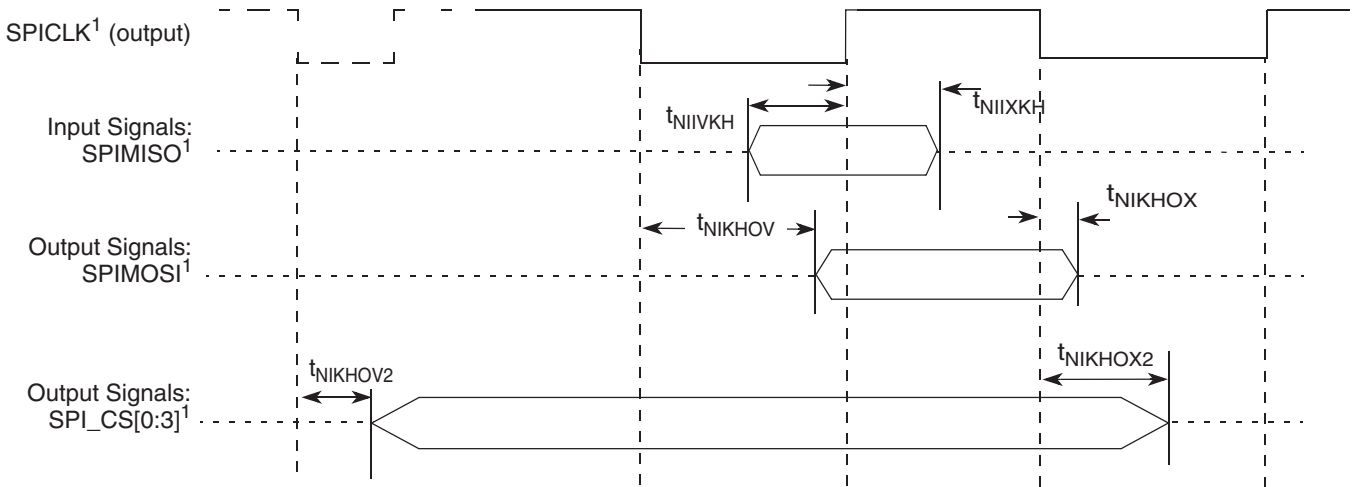 SPICLK¹ (output)
Input Signals:
SPIMISO¹
tNIIVKH
tNIIXKH
Output Signals:
SPIMOSI¹
tNIKHOV
tNIKHOX
Output Signals:
SPI_CS[0:3]¹
tNIKHOV2
tNIKHOX2